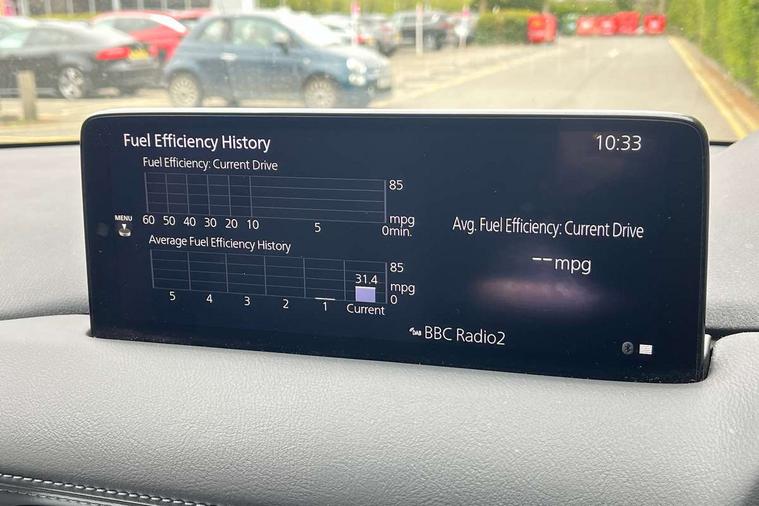 Fuel Efficiency History
10:33
Fuel Efficiency: Current Drive
85
mpg
60 50 40 30 20 10 5 0min.
MENU
Avg. Fuel Efficiency: Current Drive
--mpg
Average Fuel Efficiency History
85
31.4
mpg
0
5 4 3 2 1 Current
DAB BBC Radio2